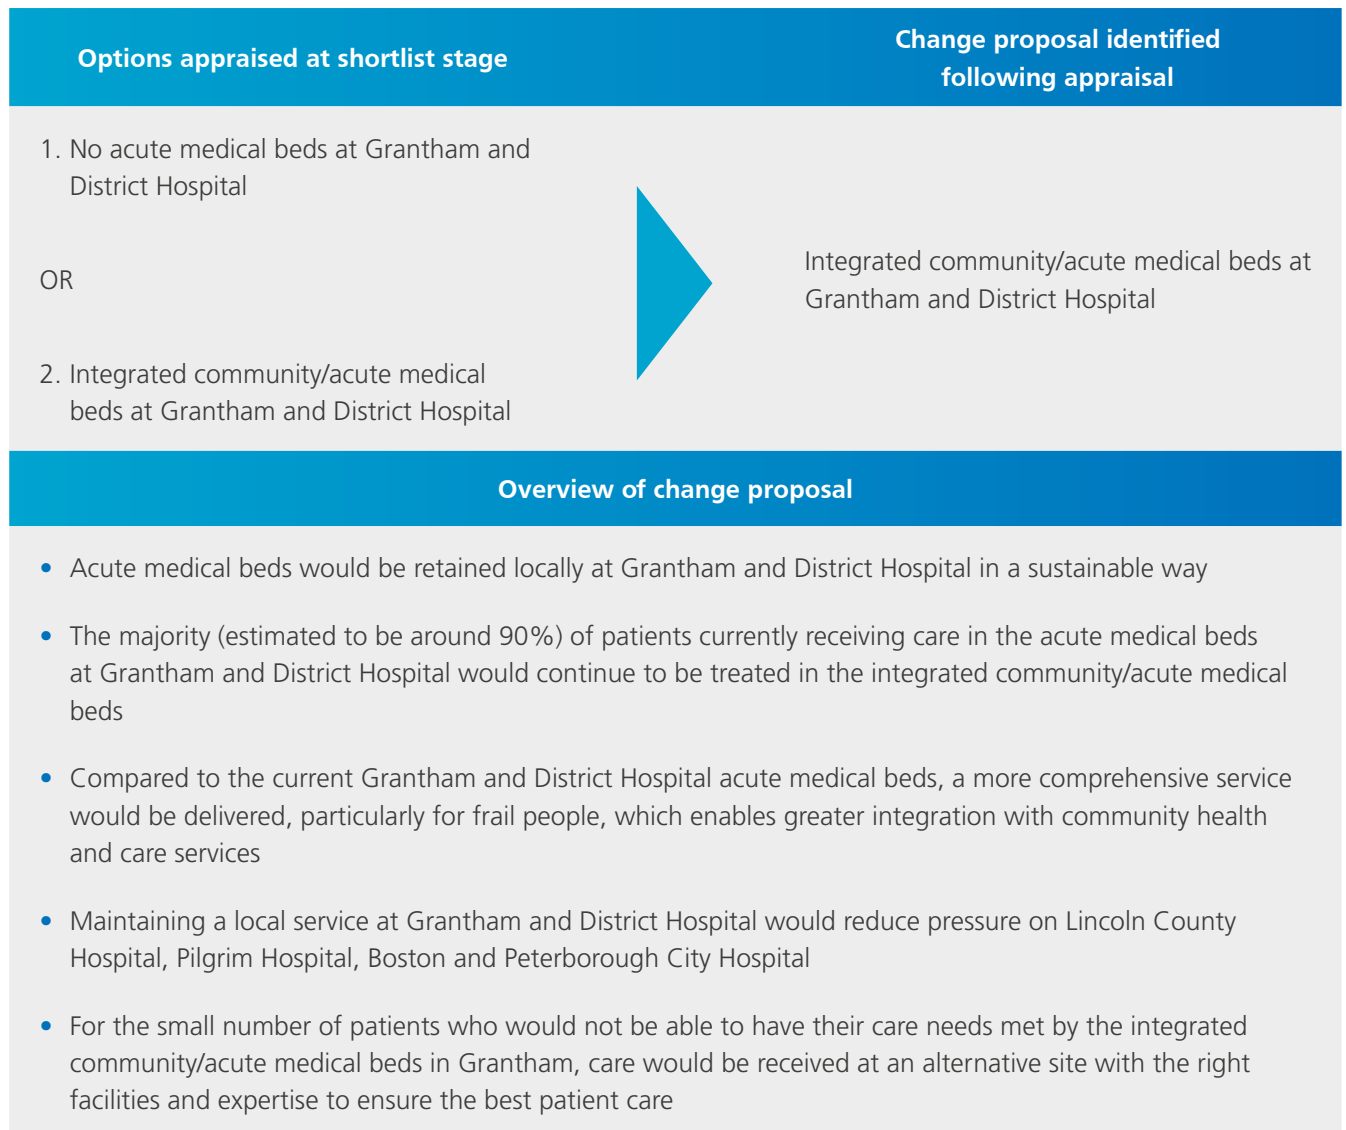 Options appraised at shortlist stage
Change proposal identified
following appraisal
1. No acute medical beds at Grantham and
District Hospital
OR
2. Integrated community/acute medical
beds at Grantham and District Hospital
Integrated community/acute medical beds at
Grantham and District Hospital
Overview of change proposal
• Acute medical beds would be retained locally at Grantham and District Hospital in a sustainable way
• The majority (estimated to be around 90%) of patients currently receiving care in the acute medical beds
at Grantham and District Hospital would continue to be treated in the integrated community/acute medical
beds
• Compared to the current Grantham and District Hospital acute medical beds, a more comprehensive service
would be delivered, particularly for frail people, which enables greater integration with community health
and care services
• Maintaining a local service at Grantham and District Hospital would reduce pressure on Lincoln County
Hospital, Pilgrim Hospital, Boston and Peterborough City Hospital
• For the small number of patients who would not be able to have their care needs met by the integrated
community/acute medical beds in Grantham, care would be received at an alternative site with the right
facilities and expertise to ensure the best patient care